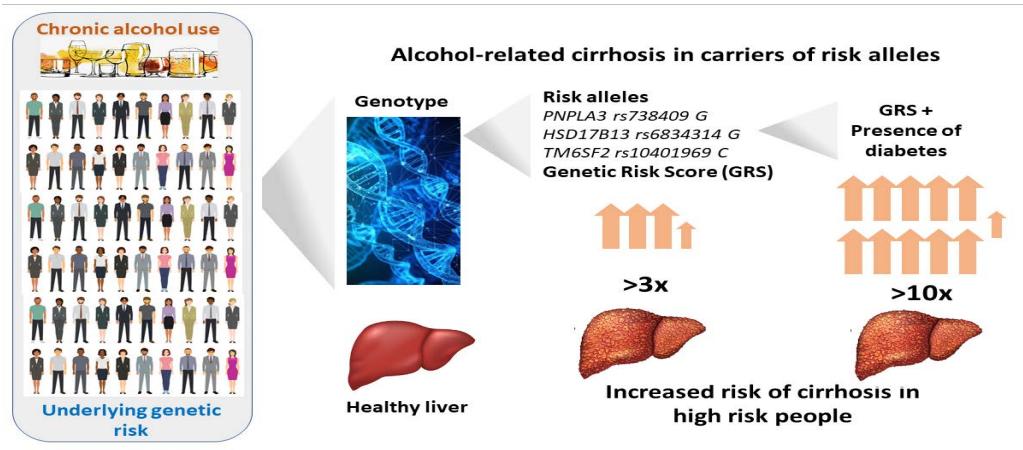 Chronic alcohol use
Underlying genetic
risk
Alcohol-related cirrhosis in carriers of risk alleles
Genotype
Healthy liver
Risk alleles
PNPLA3 rs738409 G
HSD17B13 rs6834314 G
TM6SF2 rs10401969 C
Genetic Risk Score (GRS)
>3x
GRS +
Presence of
diabetes
>10x
Increased risk of cirrhosis in
high risk people